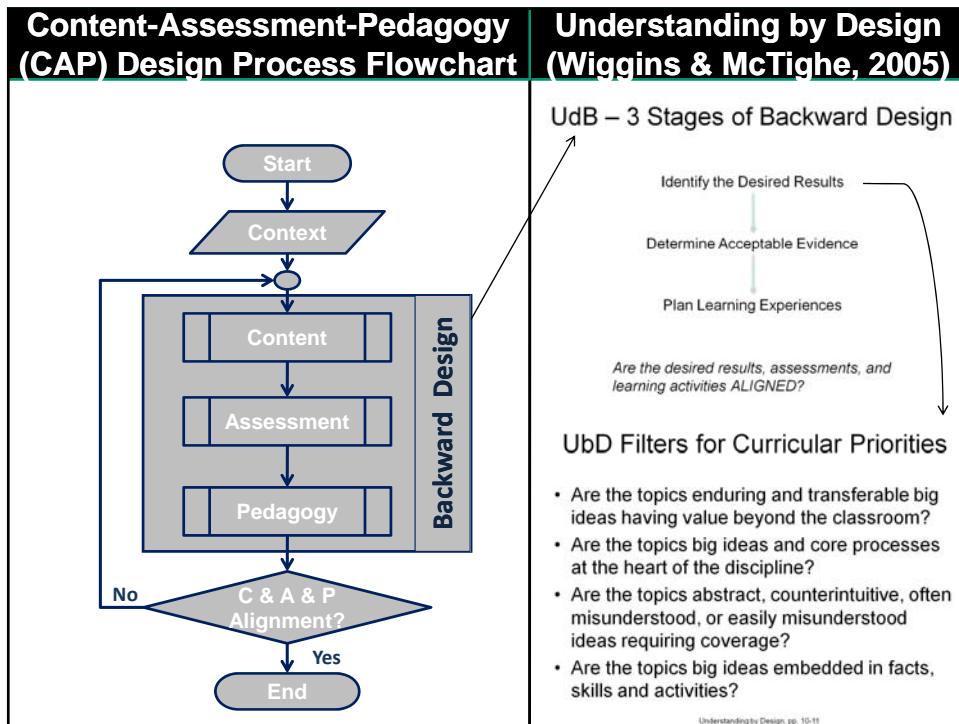 Content-Assessment-Pedagogy
(CAP) Design Process Flowchart
Start
Context
Content
Assessment
Pedagogy
Backward Design
C & A & P
Alignment?
No
Yes
End
Understanding by Design
(Wiggins & McTighe, 2005)
UdB – 3 Stages of Backward Design
Identify the Desired Results
Determine Acceptable Evidence
Plan Learning Experiences
Are the desired results, assessments, and
learning activities ALIGNED?
UbD Filters for Curricular Priorities
• Are the topics enduring and transferable big
ideas having value beyond the classroom?
• Are the topics big ideas and core processes
at the heart of the discipline?
• Are the topics abstract, counterintuitive, often
misunderstood, or easily misunderstood
ideas requiring coverage?
• Are the topics big ideas embedded in facts,
skills and activities?
Understanding by Design, pp. 10-11